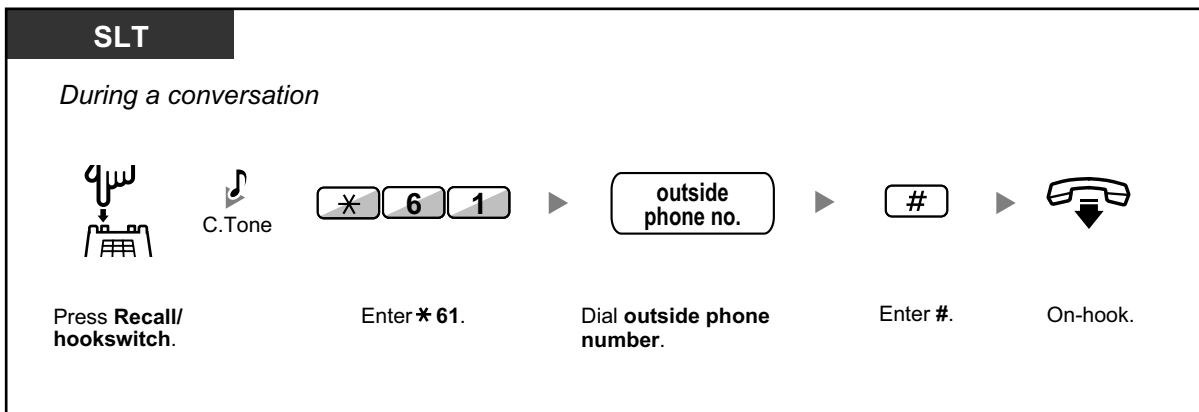 SLT
During a conversation
C.Tone
* 6 1
outside
phone no.
#
Press Recall/
hookswitch.
Enter * 61.
Dial outside phone
number.
Enter #.
On-hook.